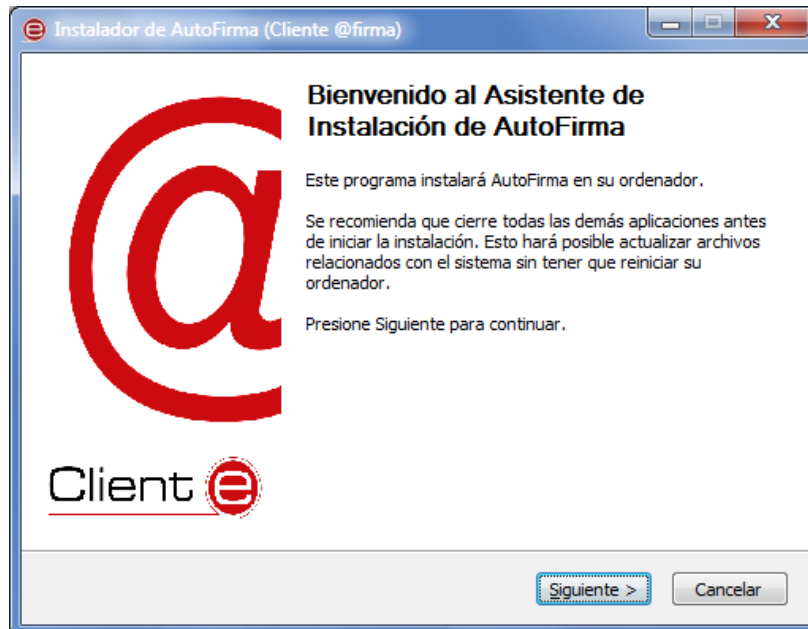 Instalador de AutoFirma (Cliente @firma)
Bienvenido al Asistente de
Instalación de AutoFirma
Este programa instalará AutoFirma en su ordenador.
Se recomienda que cierre todas las demás aplicaciones antes
de iniciar la instalación. Esto hará posible actualizar archivos
relacionados con el sistema sin tener que reiniciar su
ordenador.
Presione Siguiente para continuar.
@
Client e
Siguiente >
Cancelar